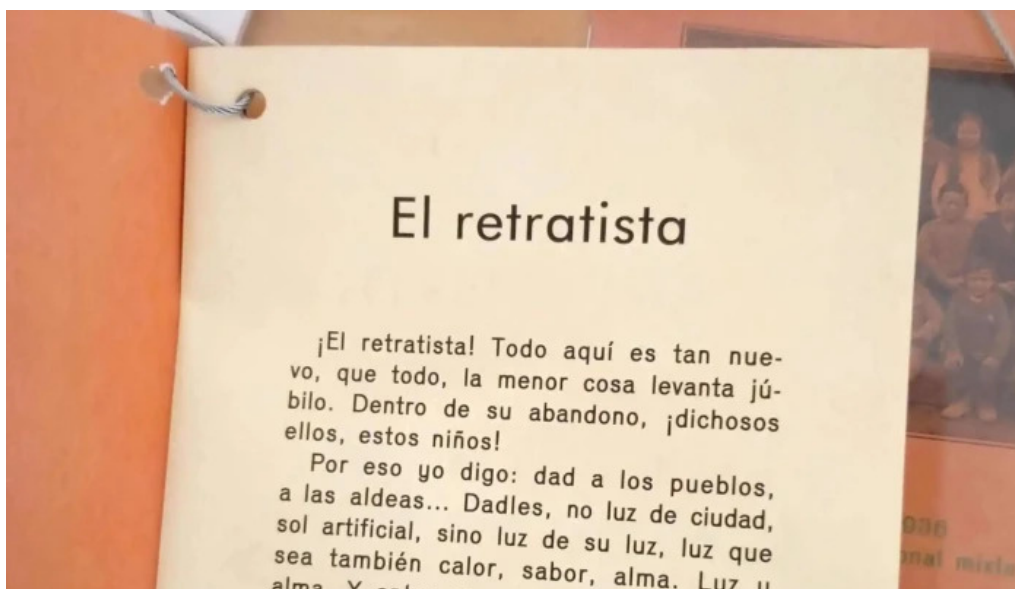 El retratista
¡El retratista! Todo aquí es tan nue-
vo, que todo, la menor cosa levanta jú-
bilo. Dentro de su abandono, ¡dichosos
ellos, estos niños!
Por eso yo digo: dad a los pueblos,
a las aldeas... Dadles, no luz de ciudad,
sol artificial, sino luz de su luz, luz que
sea también calor, sabor, alma. Luz y
alma. Y
936